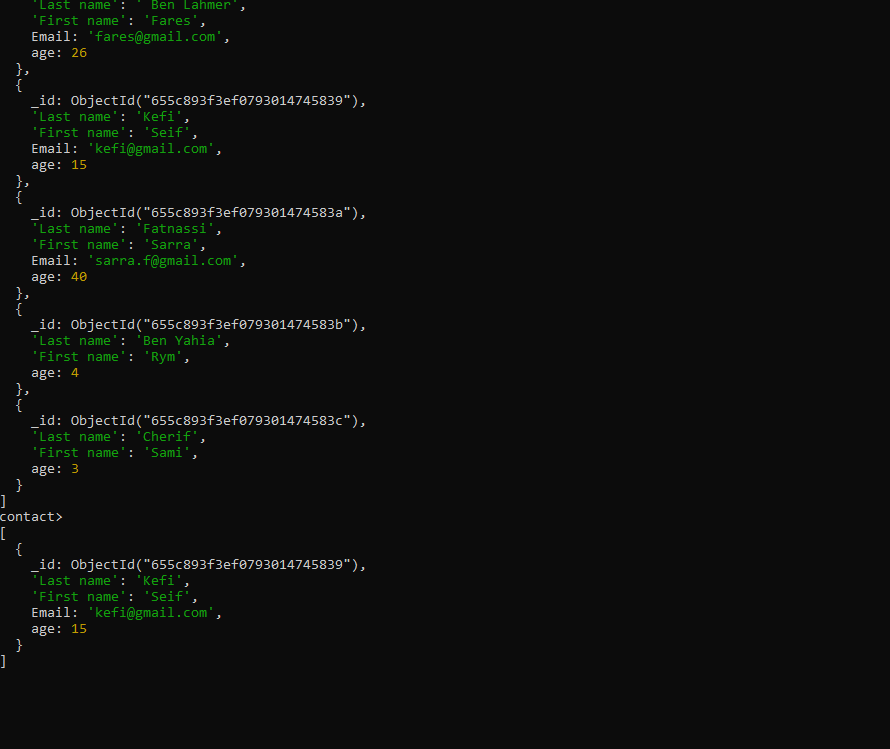 'Last name': ' Ben Lahmer',
'First name': 'Fares',
Email: 'fares@gmail.com',
age: 26
},
{
_id: ObjectId("655c893f3ef0793014745839"),
'Last name': 'Kefi',
'First name': 'Seif',
Email: 'kefi@gmail.com',
age: 15
},
{
_id: ObjectId("655c893f3ef079301474583a"),
'Last name': 'Fatnassi',
'First name': 'Sarra',
Email: 'sarra.f@gmail.com',
age: 40
},
{
_id: ObjectId("655c893f3ef079301474583b"),
'Last name': 'Ben Yahia',
'First name': 'Rym',
age: 4
},
{
_id: ObjectId("655c893f3ef079301474583c"),
'Last name': 'Cherif',
'First name': 'Sami',
age: 3
}
]
contact>
[
{
_id: ObjectId("655c893f3ef0793014745839"),
'Last name': 'Kefi',
'First name': 'Seif',
Email: 'kefi@gmail.com',
age: 15
}
]